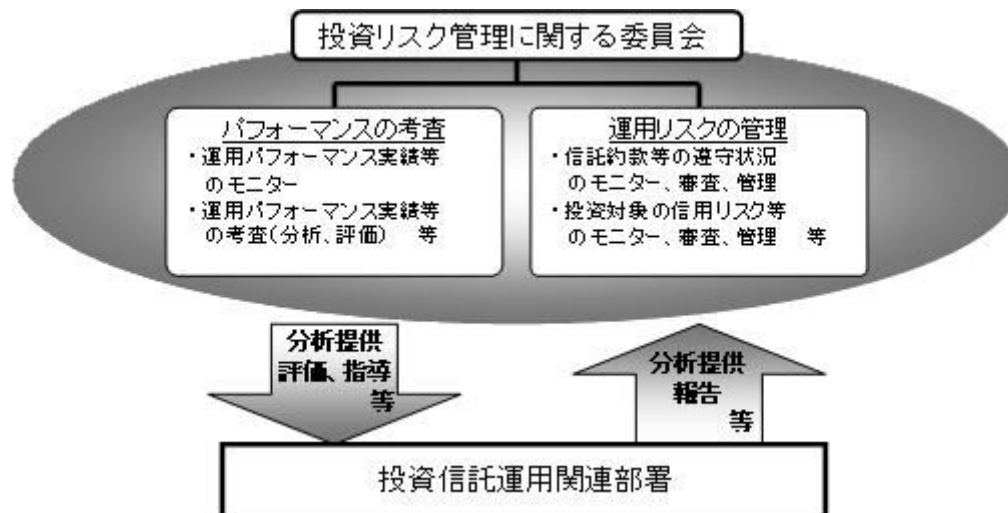 投資リスク管理に関する委員会
パフォーマンスの考査
・運用パフォーマンス実績等
のモニター
・運用パフォーマンス実績等
の考査(分析、評価) 等
運用リスクの管理
・信託約款等の遵守状況
のモニター、審査、管理
・投資対象の信用リスク等
のモニター、審査、管理 等
分析提供
評価、指導
等
分析提供
報告
等
投資信託運用関連部署